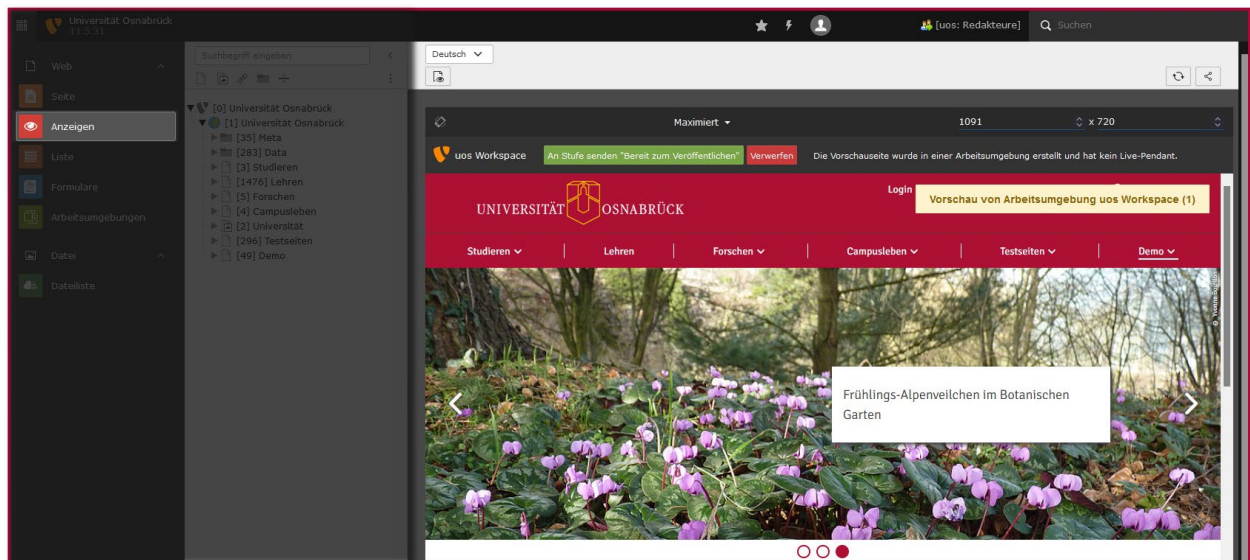 Universität Osnabrück
11.5.31
[uos: Redakteure]
Suchen
Web
Seite
Anzeigen
Liste
Formulare
Arbeitsumgebungen
Datei
Dateiliste
Suchbegriff eingeben
[0] Universität Osnabrück
[1] Universität Osnabrück
[35] Meta
[283] Data
[3] Studieren
[1476] Lehren
[5] Forschen
[4] Campusleben
[2] Universität
[296] Testseiten
[49] Demo
Deutsch
Maximiert
1091 x 720
uos Workspace An Stufe senden "Bereit zum Veröffentlichen" Verwerfen Die Vorschauseite wurde in einer Arbeitsumgebung erstellt und hat kein Live-Pendant.
Login
Vorschau von Arbeitsumgebung uos Workspace (1)
UNIVERSITÄT OSNABRÜCK
Studieren Lehren Forschen Campusleben Testseiten Demo
Frühlings-Alpenveilchen im Botanischen
Garten